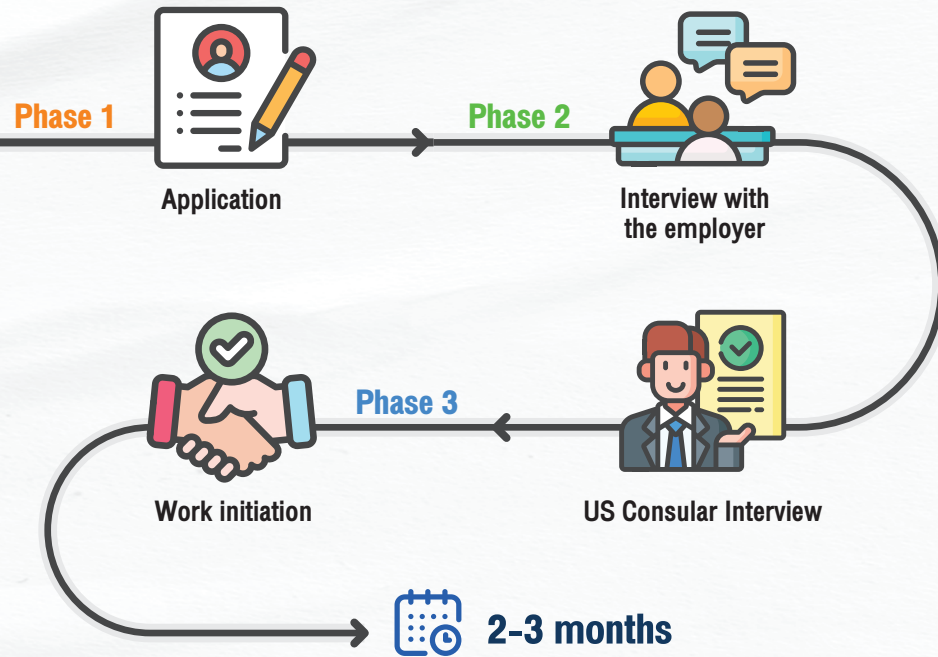 Phase 1
Phase 2
Application
Interview with
the employer
Phase 3
Work initiation
US Consular Interview
2-3 months